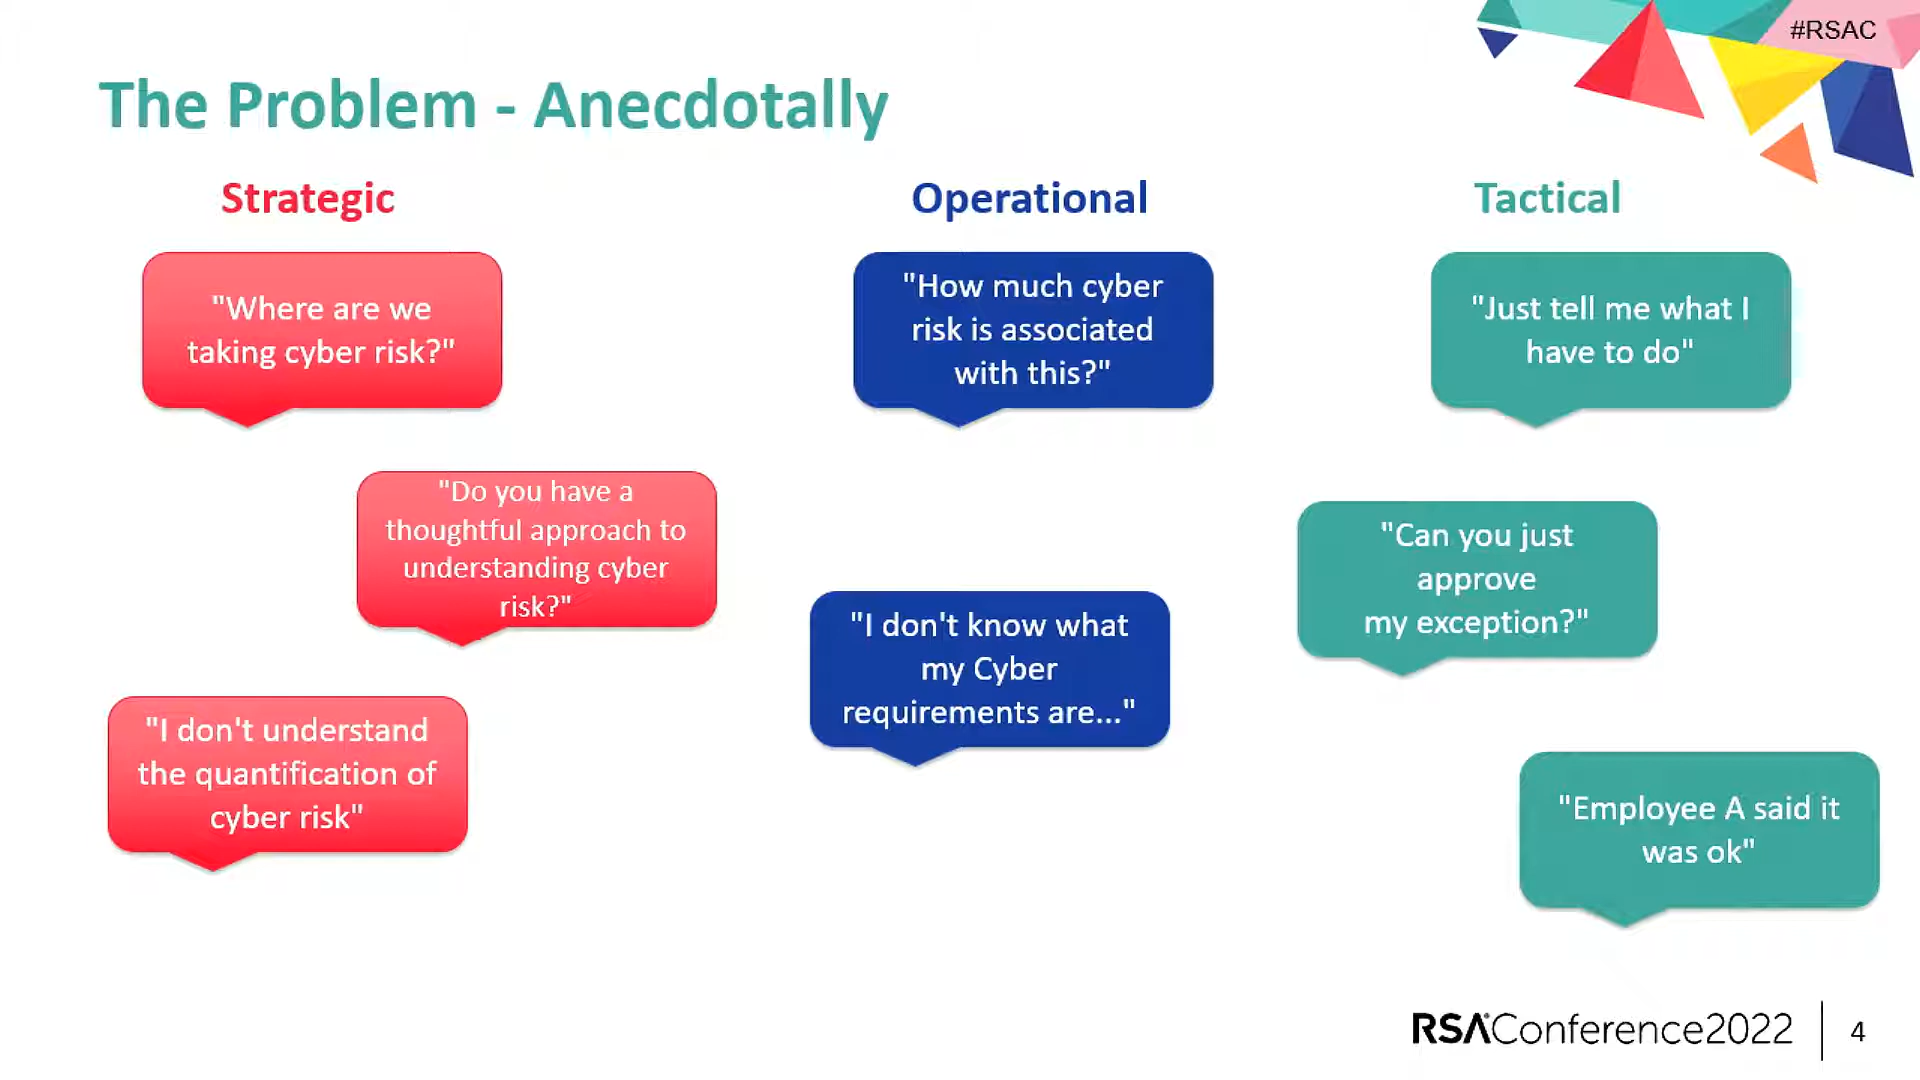 #RSAC
The Problem - Anecdotally
Strategic
"Where are we
taking cyber risk?"
"Do you have a
thoughtful approach to
understanding cyber
risk?"
"I don't understand
the quantification of
cyber risk"
Operational
"How much cyber
risk is associated
with this?"
"I don't know what
my Cyber
requirements are..."
Tactical
"Just tell me what I
have to do"
"Can you just
approve
my exception?"
"Employee A said it
was ok"
RSAConference2022
4